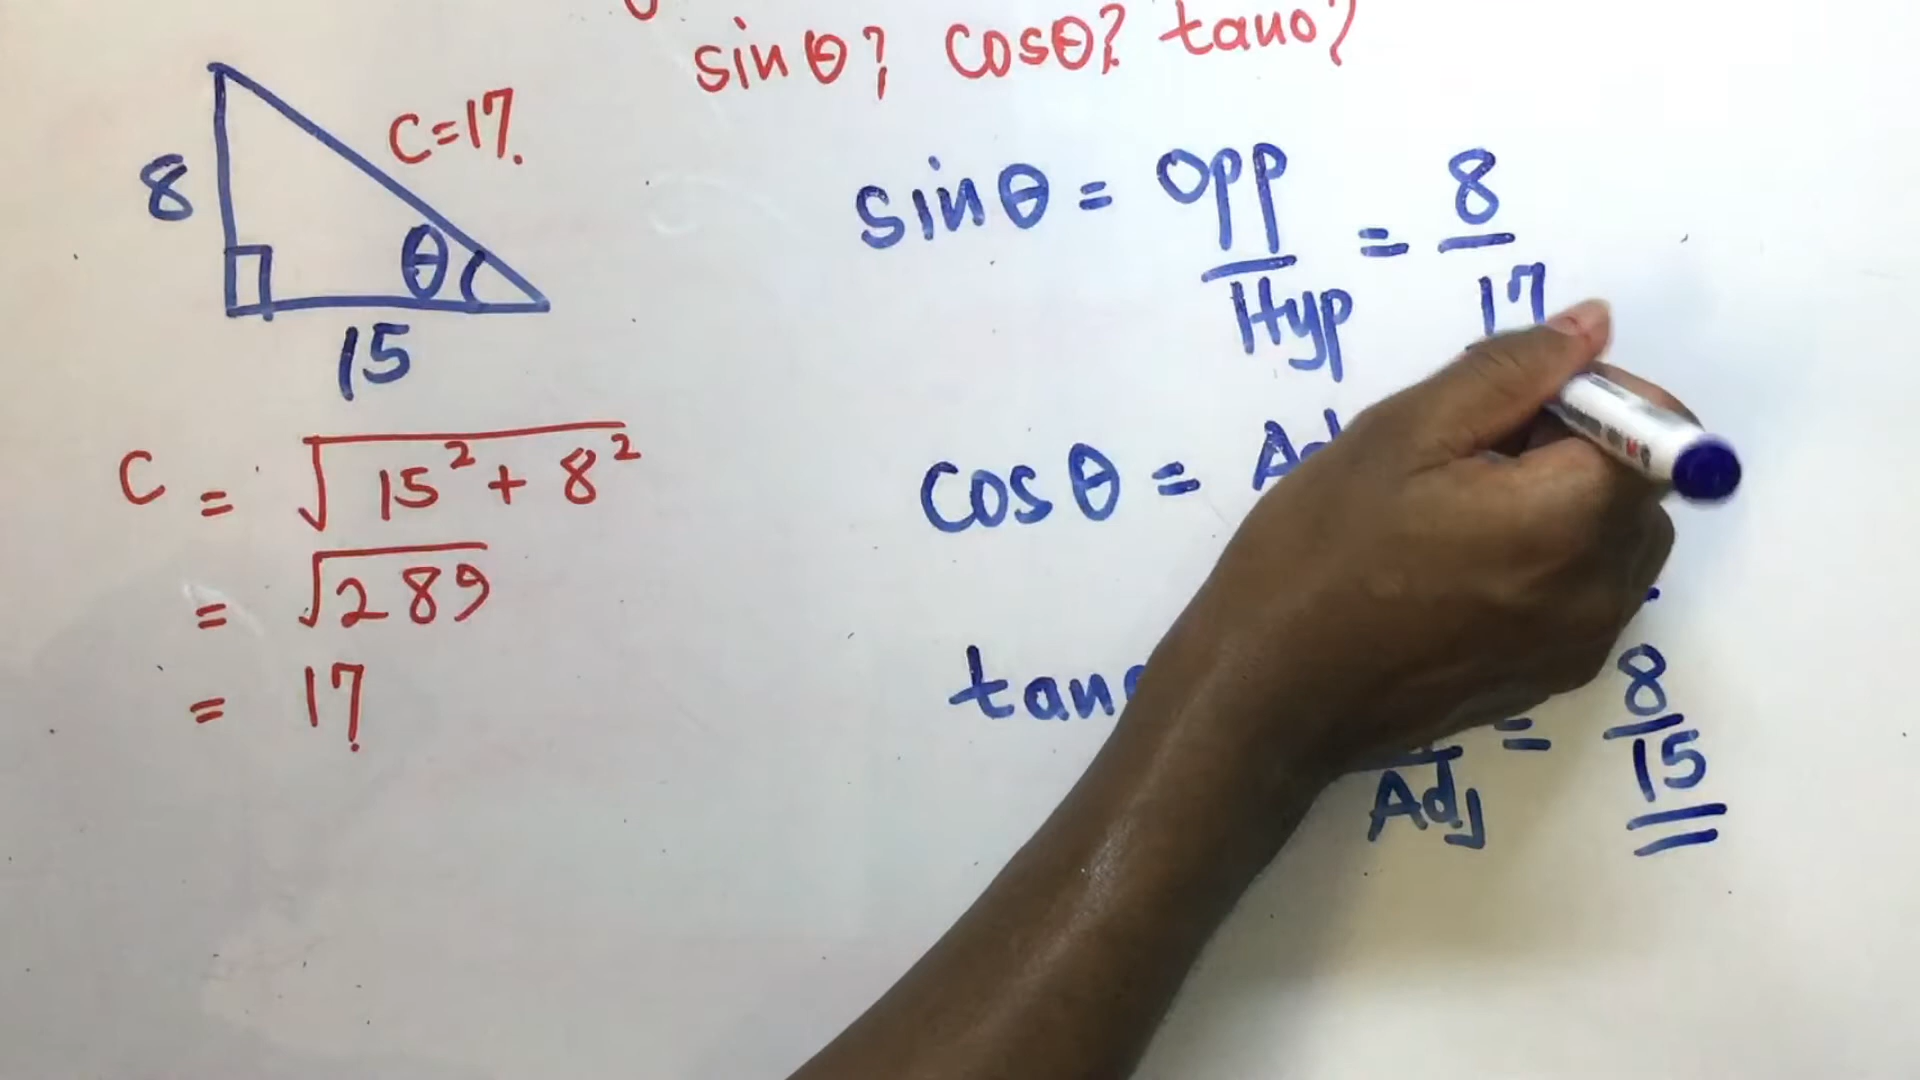 sinθ? cosθ? tanθ?
C=17.
8
θ
15
C = √15² + 8²
= √289
= 17
sinθ = Opp/Hyp = 8/17
cosθ =
tan
Adj = 8/15